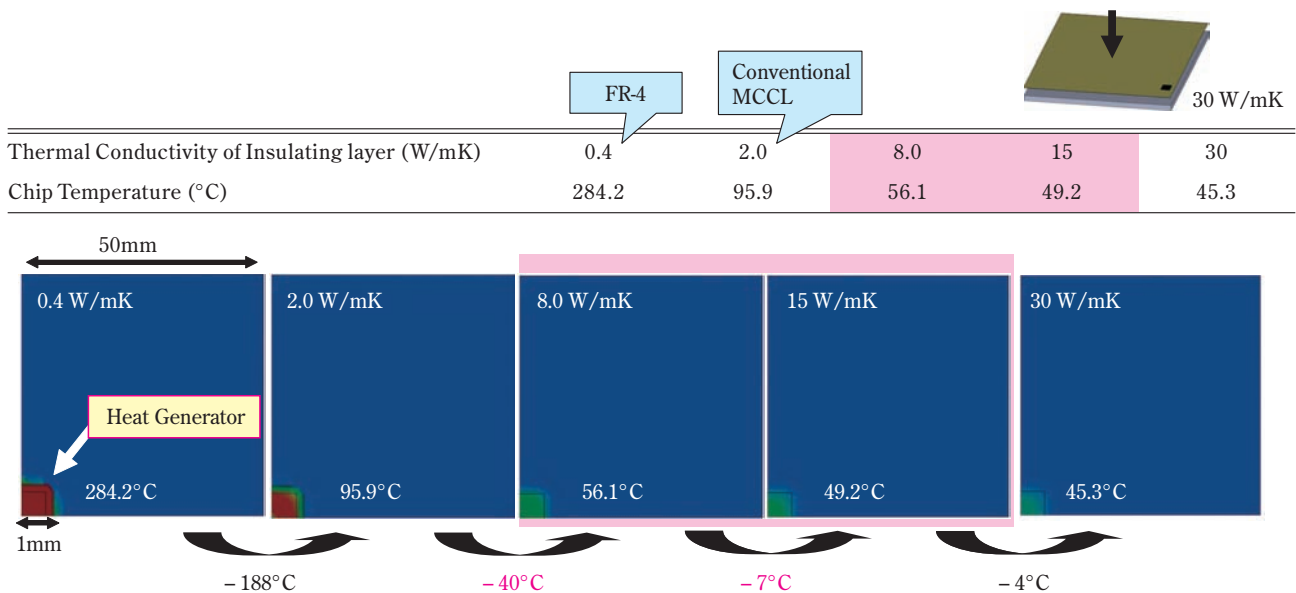 FR-4
Conventional
MCCL
30 W/mK
Thermal Conductivity of Insulating layer (W/mK) 0.4 2.0 8.0 15 30
Chip Temperature (°C) 284.2 95.9 56.1 49.2 45.3
50mm
0.4 W/mK 2.0 W/mK 8.0 W/mK 15 W/mK 30 W/mK
Heat Generator
284.2°C 95.9°C 56.1°C 49.2°C 45.3°C
1mm
–188°C –40°C –7°C –4°C